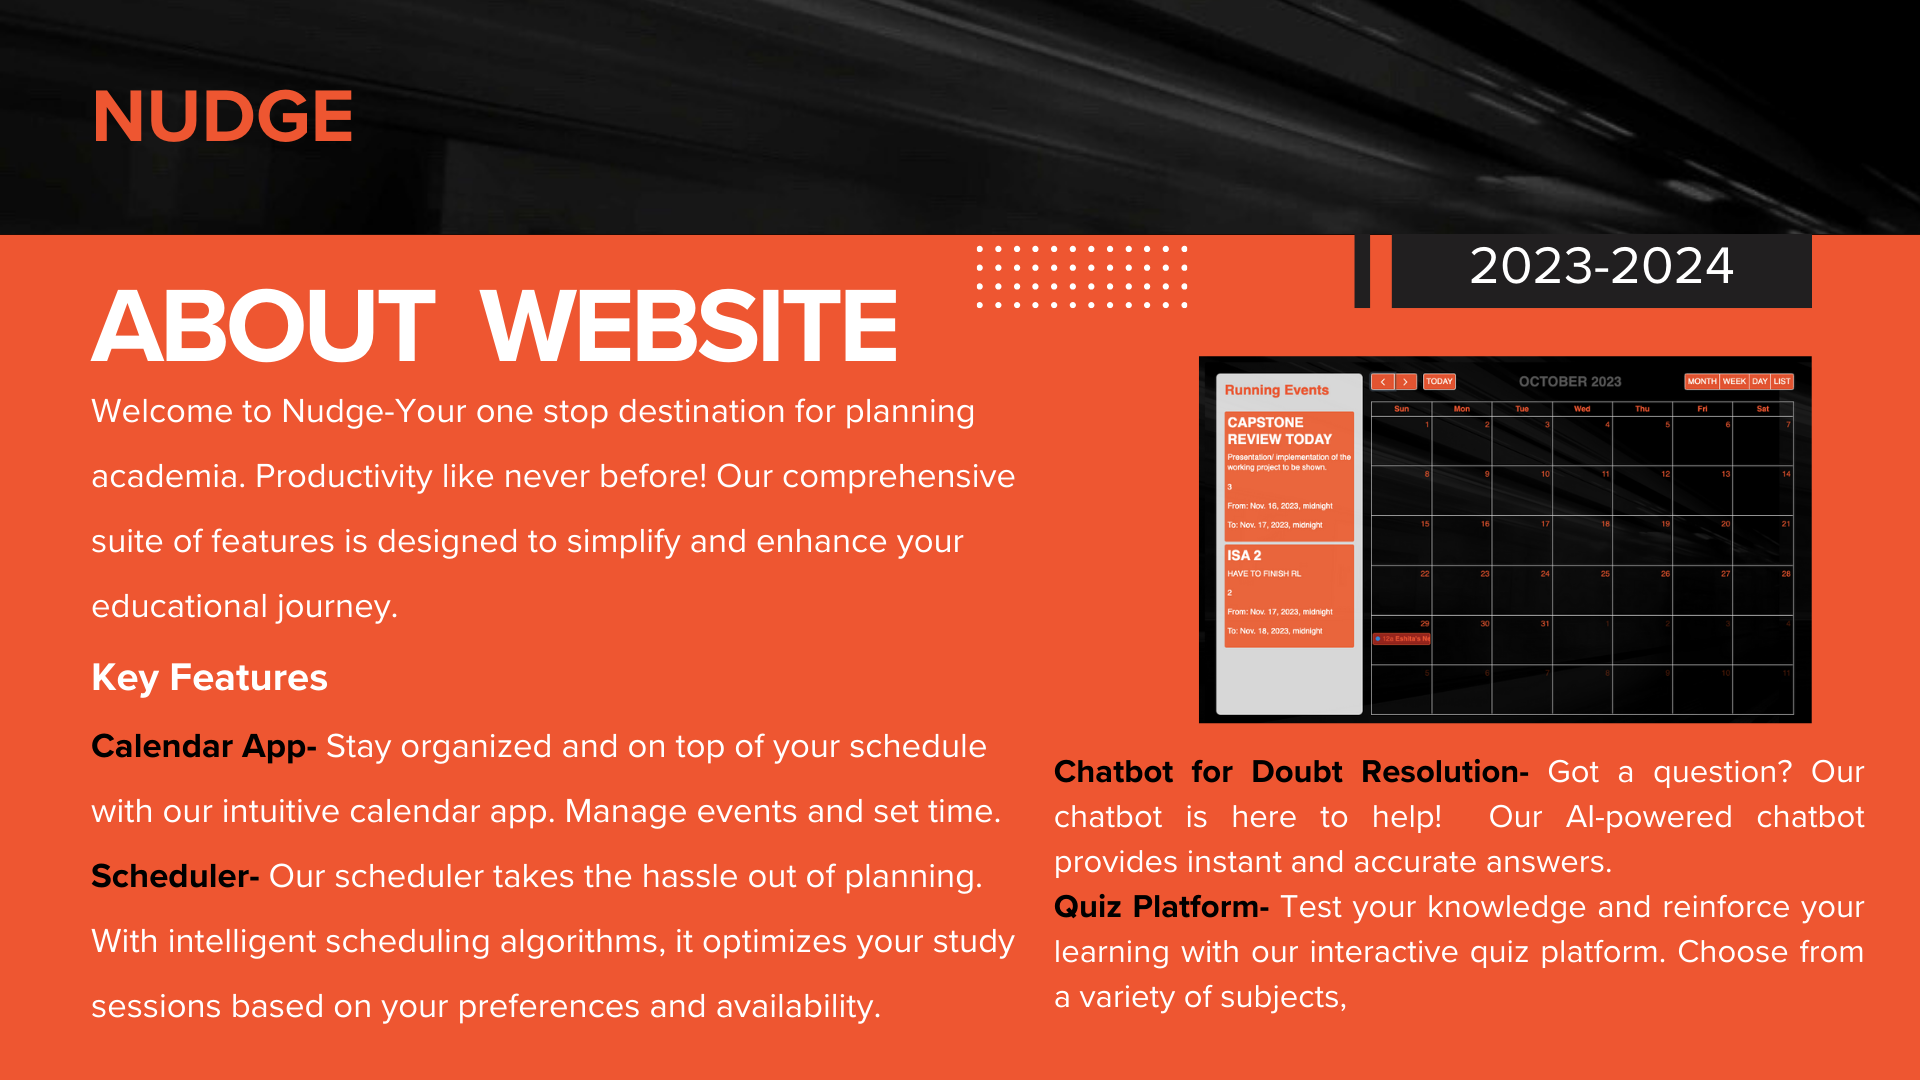 NUDGE
2023-2024
ABOUT WEBSITE
Welcome to Nudge-Your one stop destination for planning
academia. Productivity like never before! Our comprehensive
suite of features is designed to simplify and enhance your
educational journey.
Key Features
Calendar App- Stay organized and on top of your schedule
with our intuitive calendar app. Manage events and set time.
Scheduler- Our scheduler takes the hassle out of planning.
With intelligent scheduling algorithms, it optimizes your study
sessions based on your preferences and availability.
Running Events
CAPSTONE
REVIEW TODAY
Presentation/ implementation of the
working project to be shown.
3
From: Nov. 16, 2023, midnight
To: Nov. 17, 2023, midnight
ISA 2
HAVE TO FINISH RL
2
From: Nov. 17, 2023, midnight
To: Nov. 18, 2023, midnight
< > TODAY OCTOBER 2023 MONTH WEEK DAY LIST
Sun Mon Tue Wed Thu Fri Sat
1 2 3 4 5 6 7
8 9 10 11 12 13 14
15 16 17 18 19 20 21
22 23 24 25 26 27 28
29 30 31 1 2 3 4
12a Eshita's
5 6 7 8 9 10 11
Chatbot for Doubt Resolution- Got a question? Our
chatbot is here to help! Our AI-powered chatbot
provides instant and accurate answers.
Quiz Platform- Test your knowledge and reinforce your
learning with our interactive quiz platform. Choose from
a variety of subjects,